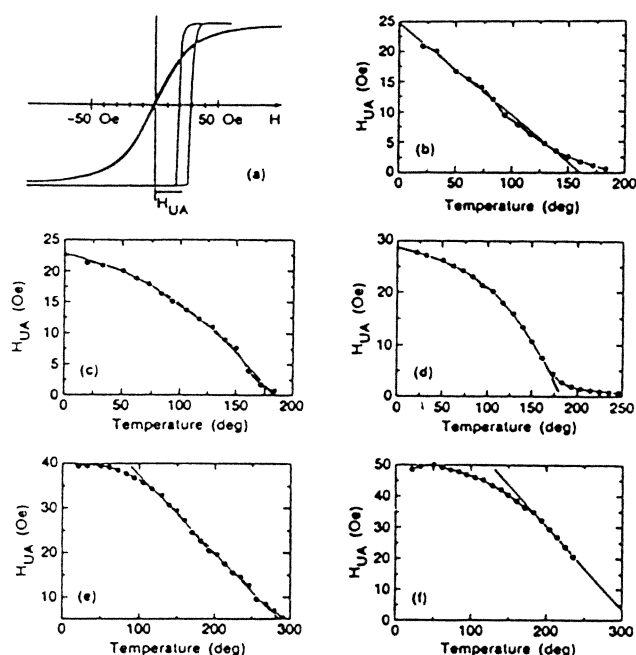 -50 Oe
50 Oe
H
(a)
H_UA
25
20
15
10
5
0
H_UA (Oe)
(b)
0 50 100 150 200
Temperature (deg)
25
20
15
10
5
0
H_UA (Oe)
(c)
0 50 100 150 200
Temperature (deg)
30
20
10
0
H_UA (Oe)
(d)
0 50 100 150 200 250
Temperature (deg)
40
30
20
10
H_UA (Oe)
(e)
0 100 200 300
Temperature (deg)
50
40
30
20
10
0
H_UA (Oe)
(f)
0 100 200 300
Temperature (deg)